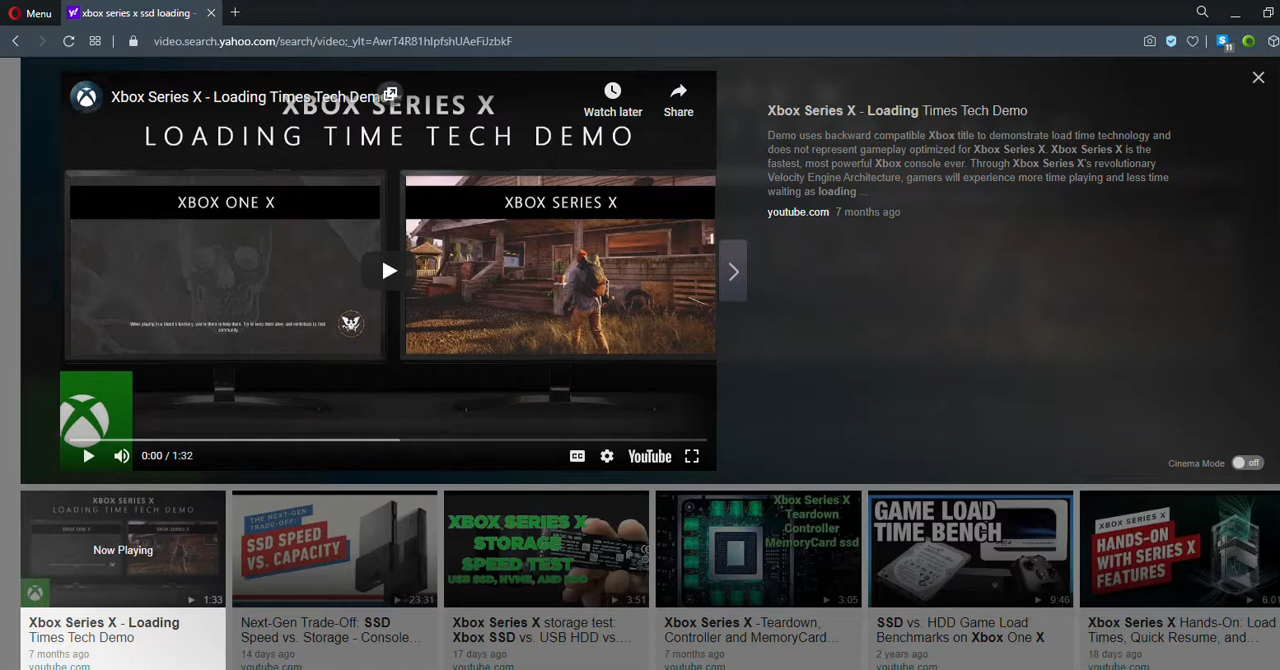 Menu
xbox series x ssd loading -
video.search.yahoo.com/search/video;_ylt=AwrT4R81hIpfshUAeFiJzbkF
11
Xbox Series X - Loading Times Tech Demo
Watch later
Share
XBOX SERIES X
LOADING TIME TECH DEMO
XBOX ONE X
XBOX SERIES X
0:00 / 1:32
CC
YouTube
Xbox Series X - Loading Times Tech Demo
Demo uses backward compatible Xbox title to demonstrate load time technology and
does not represent gameplay optimized for Xbox Series X. Xbox Series X is the
fastest, most powerful Xbox console ever. Through Xbox Series X's revolutionary
Velocity Engine Architecture, gamers will experience more time playing and less time
waiting as loading ...
youtube.com 7 months ago
Cinema Mode off
XBOX SERIES X
LOADING TIME TECH DEMO
Now Playing
1:33
Xbox Series X - Loading
Times Tech Demo
7 months ago
youtube.com
THE NEXT-GEN
TRADE-OFF:
SSD SPEED
VS. CAPACITY
23:31
Next-Gen Trade-Off: SSD
Speed vs. Storage - Console...
14 days ago
youtube.com
XBOX SERIES X
STORAGE
SPEED TEST
USB SSD, NVME, AND HDD
3:51
Xbox Series X storage test:
Xbox SSD vs. USB HDD vs....
17 days ago
youtube.com
Xbox Series X
Teardown
Controller
MemoryCard ssd
3:05
Xbox Series X -Teardown,
Controller and MemoryCard...
7 months ago
youtube.com
GAME LOAD
TIME BENCH
9:46
SSD vs. HDD Game Load
Benchmarks on Xbox One X
2 years ago
youtube.com
XBOX SERIES X
HANDS-ON
WITH SERIES X
FEATURES
6:01
Xbox Series X Hands-On: Load
Times, Quick Resume, and...
18 days ago
youtube.com